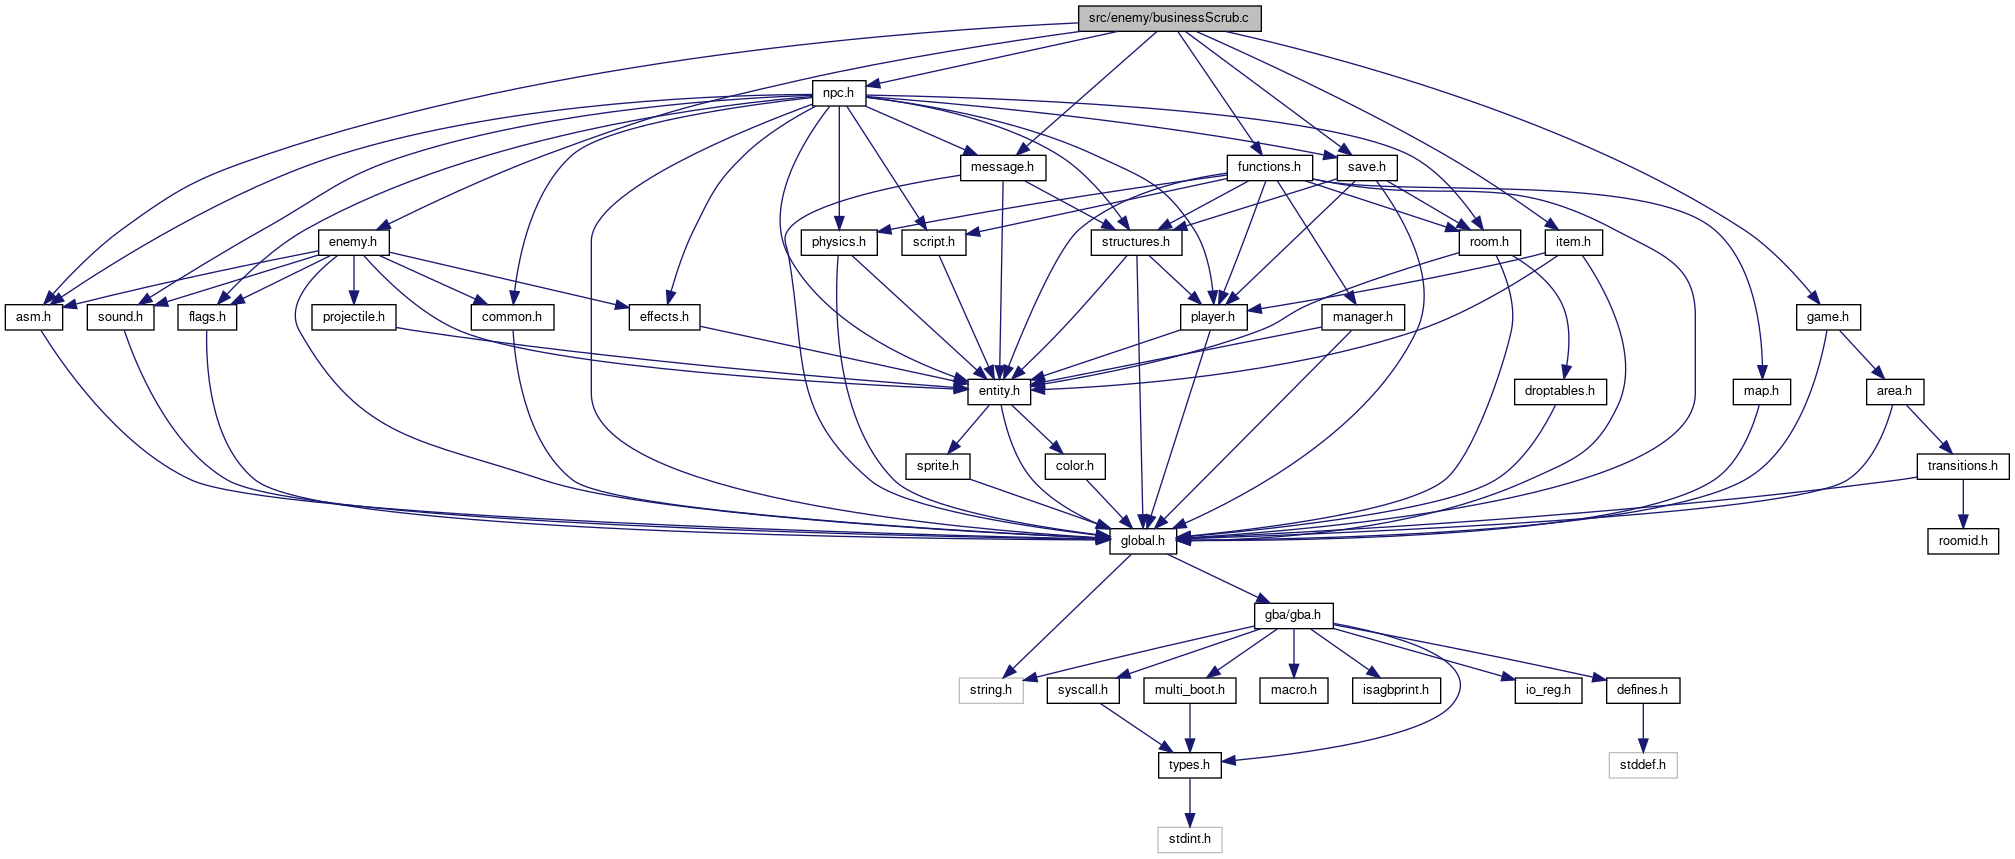 src/enemy/businessScrub.c
npc.h
message.h
functions.h
save.h
enemy.h
physics.h
script.h
structures.h
room.h
item.h
asm.h
sound.h
flags.h
projectile.h
common.h
effects.h
player.h
manager.h
game.h
entity.h
droptables.h
map.h
area.h
sprite.h
color.h
transitions.h
global.h
roomid.h
gba/gba.h
string.h
syscall.h
multi_boot.h
macro.h
isagbprint.h
io_reg.h
defines.h
types.h
stddef.h
stdint.h